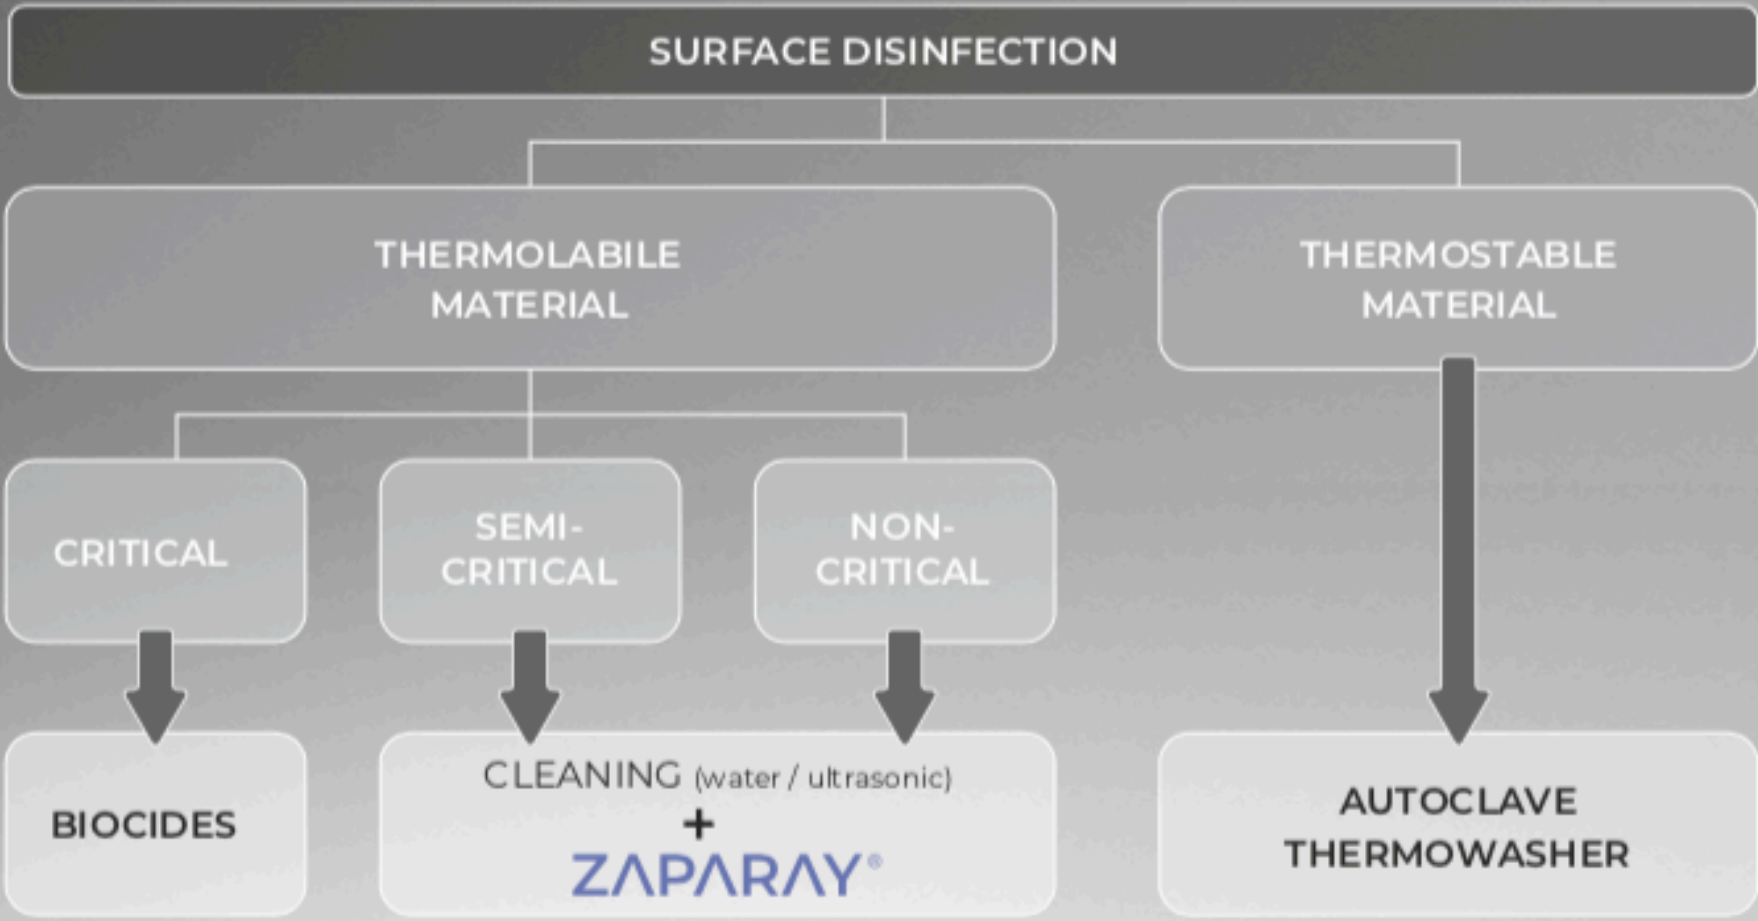 SURFACE DISINFECTION
THERMOLABILE
MATERIAL
THERMOSTABLE
MATERIAL
CRITICAL
SEMI-
CRITICAL
NON-
CRITICAL
BIOCIDES
CLEANING (water / ultrasonic)
+
ZAPARAY®
AUTOCLAVE
THERMOWASHER